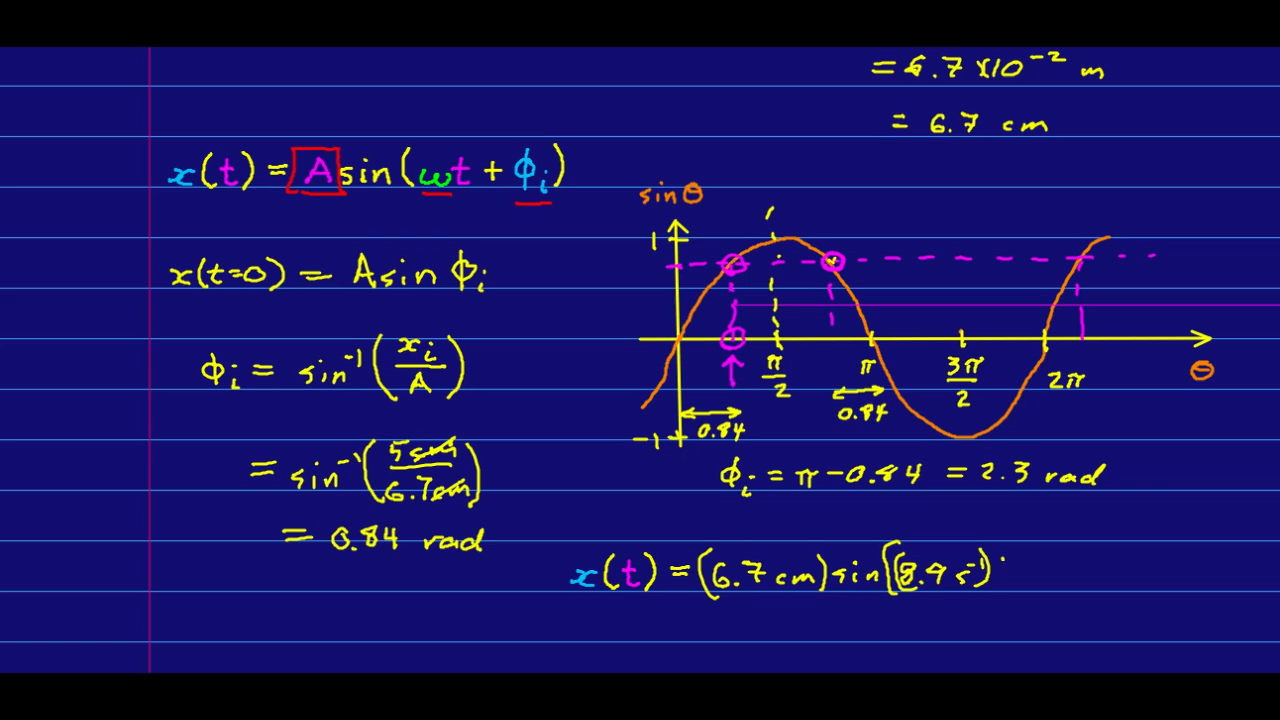 = 6.7 × 10⁻² m
= 6.7 cm
x(t) = A sin(ωt + ϕᵢ)
sin θ
1
x(t=0) = A sin ϕᵢ
ϕᵢ = sin⁻¹(xᵢ/A)
π/2 π 3π/2 2π θ
0.84 0.84
-1
= sin⁻¹(5cm/6.7cm)
ϕᵢ = π - 0.84 = 2.3 rad
= 0.84 rad
x(t) = (6.7 cm) sin[(8.9 s⁻¹)